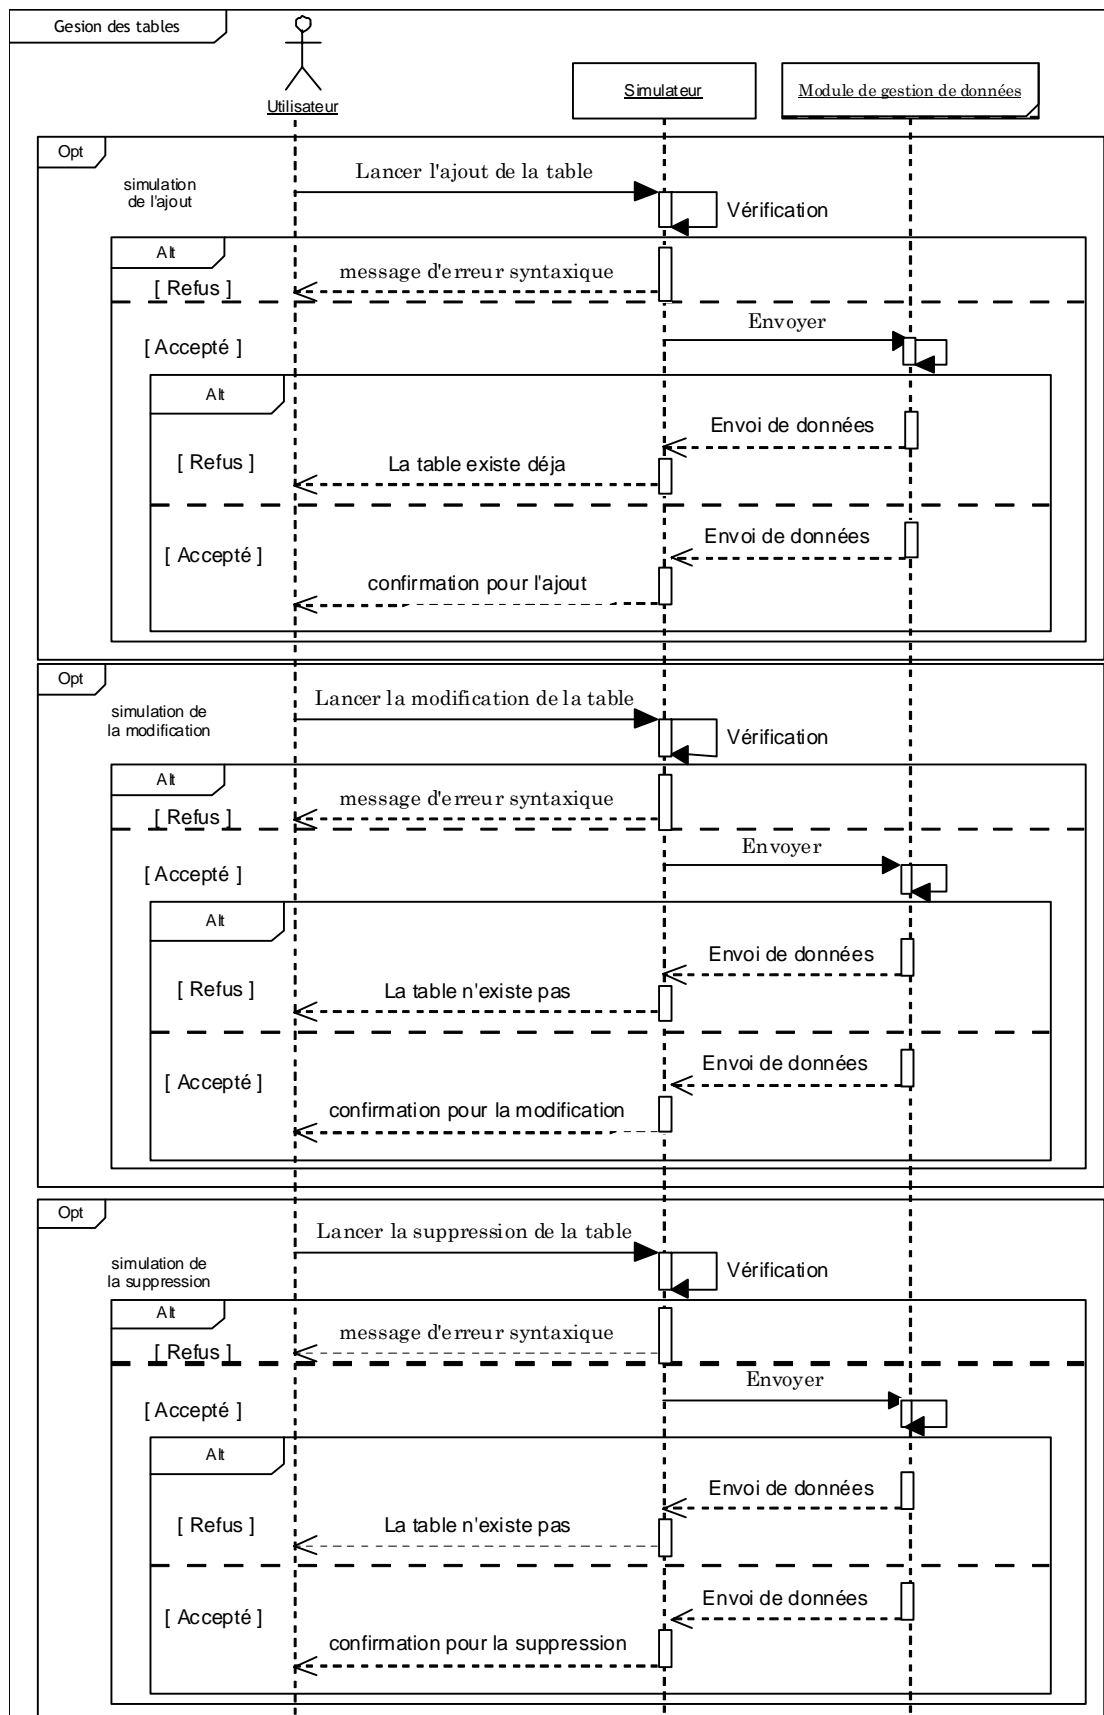 Gesion des tables
Utilisateur
Simulateur
Module de gestion de données
Opt
simulation
de l'ajout
Lancer l'ajout de la table
Vérification
Alt
[ Refus ]
message d'erreur syntaxique
[ Accepté ]
Envoyer
Alt
Envoi de données
[ Refus ]
La table existe déja
Envoi de données
[ Accepté ]
confirmation pour l'ajout
Opt
simulation de
la modification
Lancer la modification de la table
Vérification
Alt
message d'erreur syntaxique
[ Refus ]
Envoyer
[ Accepté ]
Alt
Envoi de données
[ Refus ]
La table n'existe pas
Envoi de données
[ Accepté ]
confirmation pour la modification
Opt
simulation de
la suppression
Lancer la suppression de la table
Vérification
Alt
message d'erreur syntaxique
[ Refus ]
Envoyer
[ Accepté ]
Alt
Envoi de données
[ Refus ]
La table n'existe pas
Envoi de données
[ Accepté ]
confirmation pour la suppression